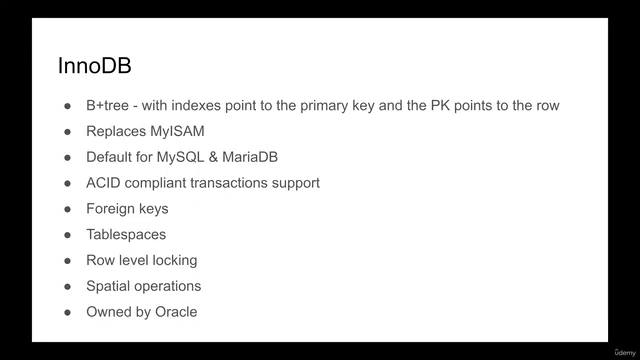 InnoDB
● B+tree - with indexes point to the primary key and the PK points to the row
● Replaces MyISAM
● Default for MySQL & MariaDB
● ACID compliant transactions support
● Foreign keys
● Tablespaces
● Row level locking
● Spatial operations
● Owned by Oracle
udemy